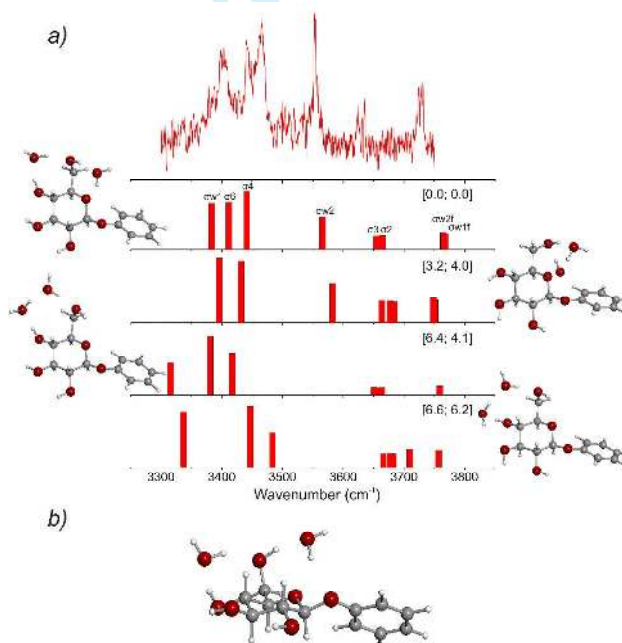 a)
[0.0; 0.0]
σw1 σ6 σ4 σw2 σ3 σ2 σw2f σw1f
[3.2; 4.0]
[6.4; 4.1]
[6.6; 6.2]
3300 3400 3500 3600 3700 3800
Wavenumber (cm⁻¹)
b)